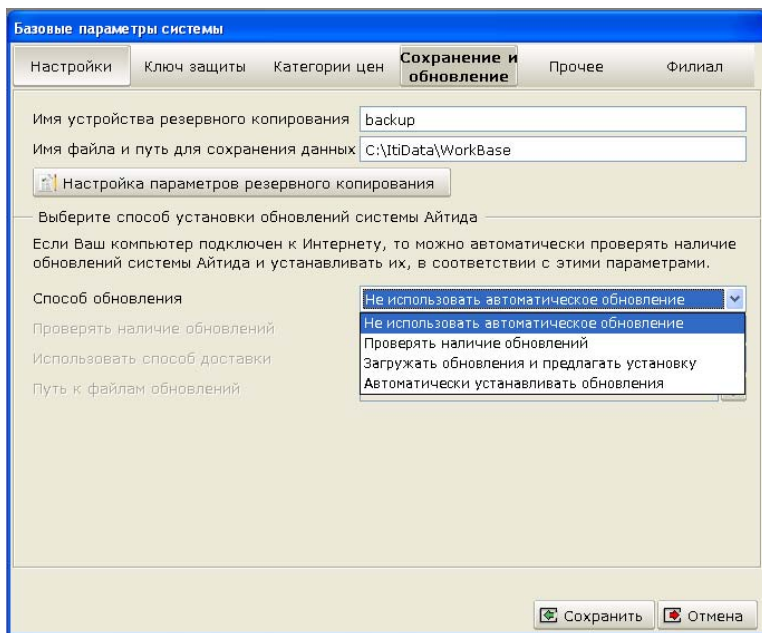 Базовые параметры системы
Настройки Ключ защиты Категории цен Сохранение и обновление Прочее Филиал
Имя устройства резервного копирования backup
Имя файла и путь для сохранения данных C:\ItiData\WorkBase
Настройка параметров резервного копирования
Выберите способ установки обновлений системы Айтида
Если Ваш компьютер подключен к Интернету, то можно автоматически проверять наличие
обновлений системы Айтида и устанавливать их, в соответствии с этими параметрами.
Способ обновления Не использовать автоматическое обновление
Не использовать автоматическое обновление
Проверять наличие обновлений Проверять наличие обновлений
Использовать способ доставки Загружать обновления и предлагать установку
Путь к файлам обновлений Автоматически устанавливать обновления
Сохранить Отмена